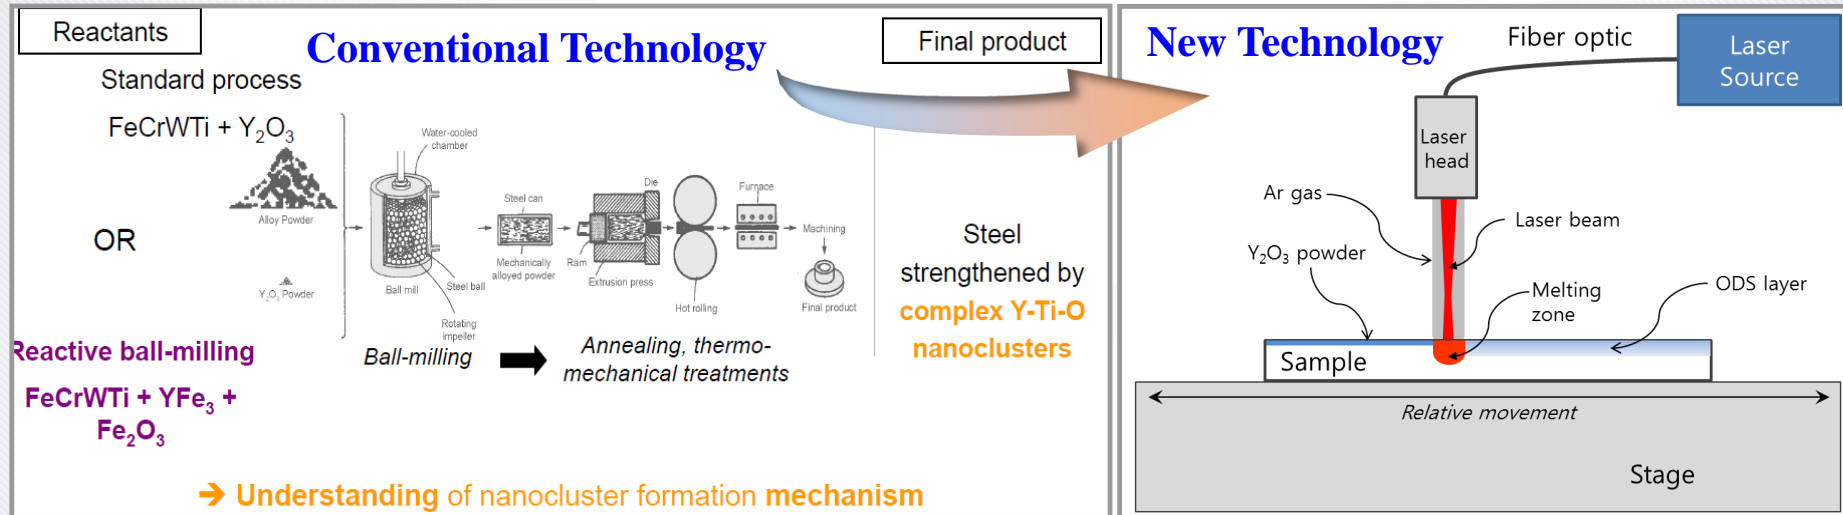 Reactants
Conventional Technology
Final product
Standard process
FeCrWTi + Y₂O₃
Alloy Powder
OR
Y₂O₃ Powder
Reactive ball-milling
FeCrWTi + YFe₃ +
Fe₂O₃
Water-cooled
chamber
Ball mill
Steel ball
Rotating
impeller
Steel can
Mechanically
alloyed powder
Ram
Die
Extrusion press
Hot rolling
Furnace
Machining
Final product
Ball-milling
Annealing, thermo-
mechanical treatments
Steel
strengthened by
complex Y-Ti-O
nanoclusters
➔ Understanding of nanocluster formation mechanism
New Technology
Fiber optic
Laser
Source
Laser
head
Ar gas
Laser beam
Y₂O₃ powder
Melting
zone
ODS layer
Sample
Relative movement
Stage